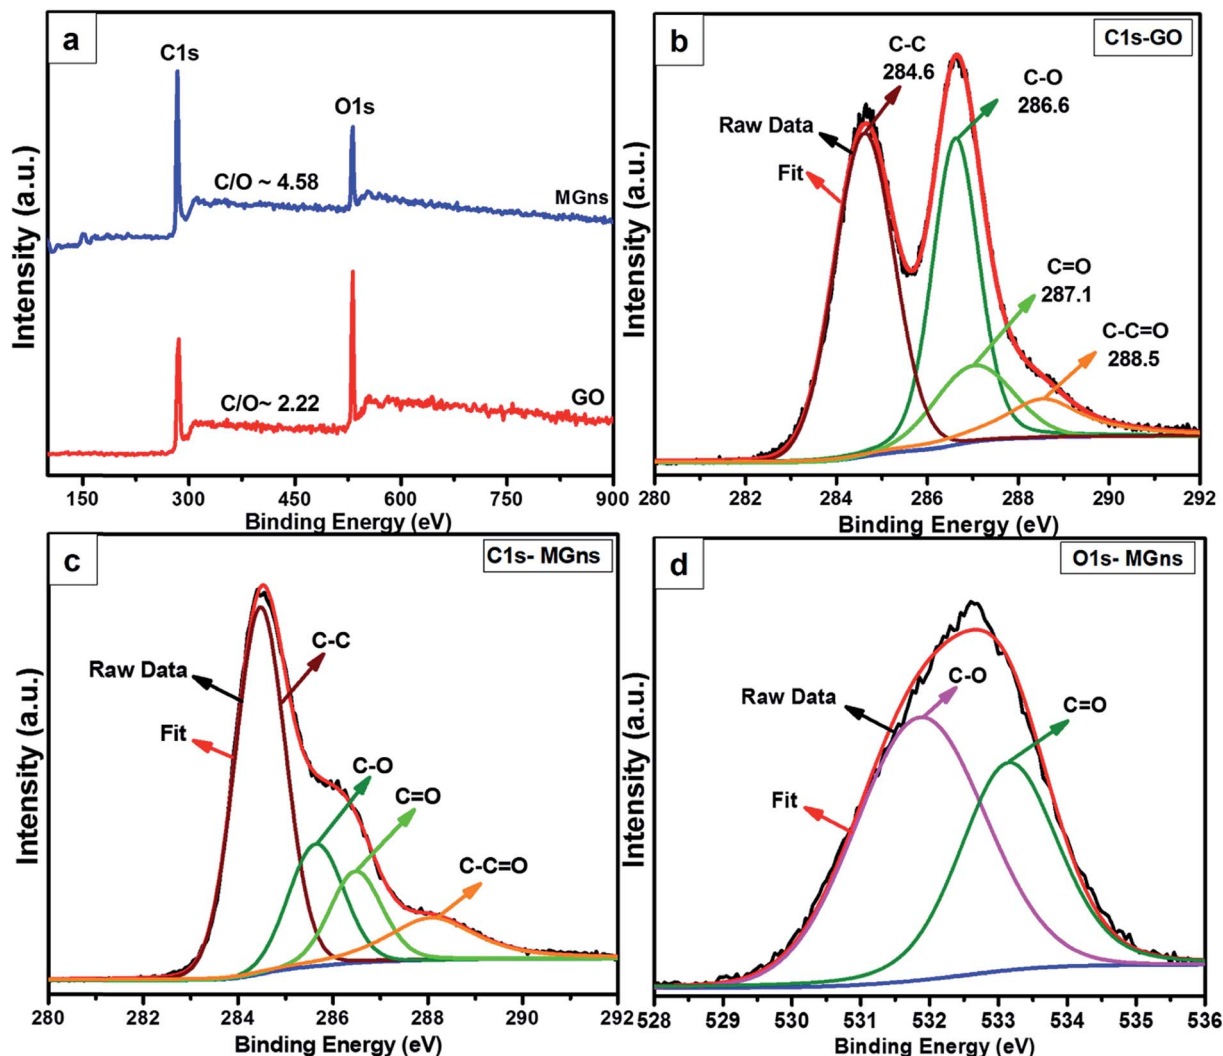 a
C1s
O1s
C/O ~ 4.58
MGns
C/O~ 2.22
GO
Intensity (a.u.)
150 300 450 600 750 900
Binding Energy (eV)
b
C1s-GO
C-C
284.6
C-O
286.6
Raw Data
Fit
C=O
287.1
C-C=O
288.5
Intensity (a.u.)
280 282 284 286 288 290 292
Binding Energy (eV)
c
C1s- MGns
C-C
Raw Data
Fit
C-O
C=O
C-C=O
Intensity (a.u.)
280 282 284 286 288 290 292
Binding Energy (eV)
d
O1s- MGns
C-O
Raw Data
C=O
Fit
Intensity (a.u.)
528 529 530 531 532 533 534 535 536
Binding Energy (eV)